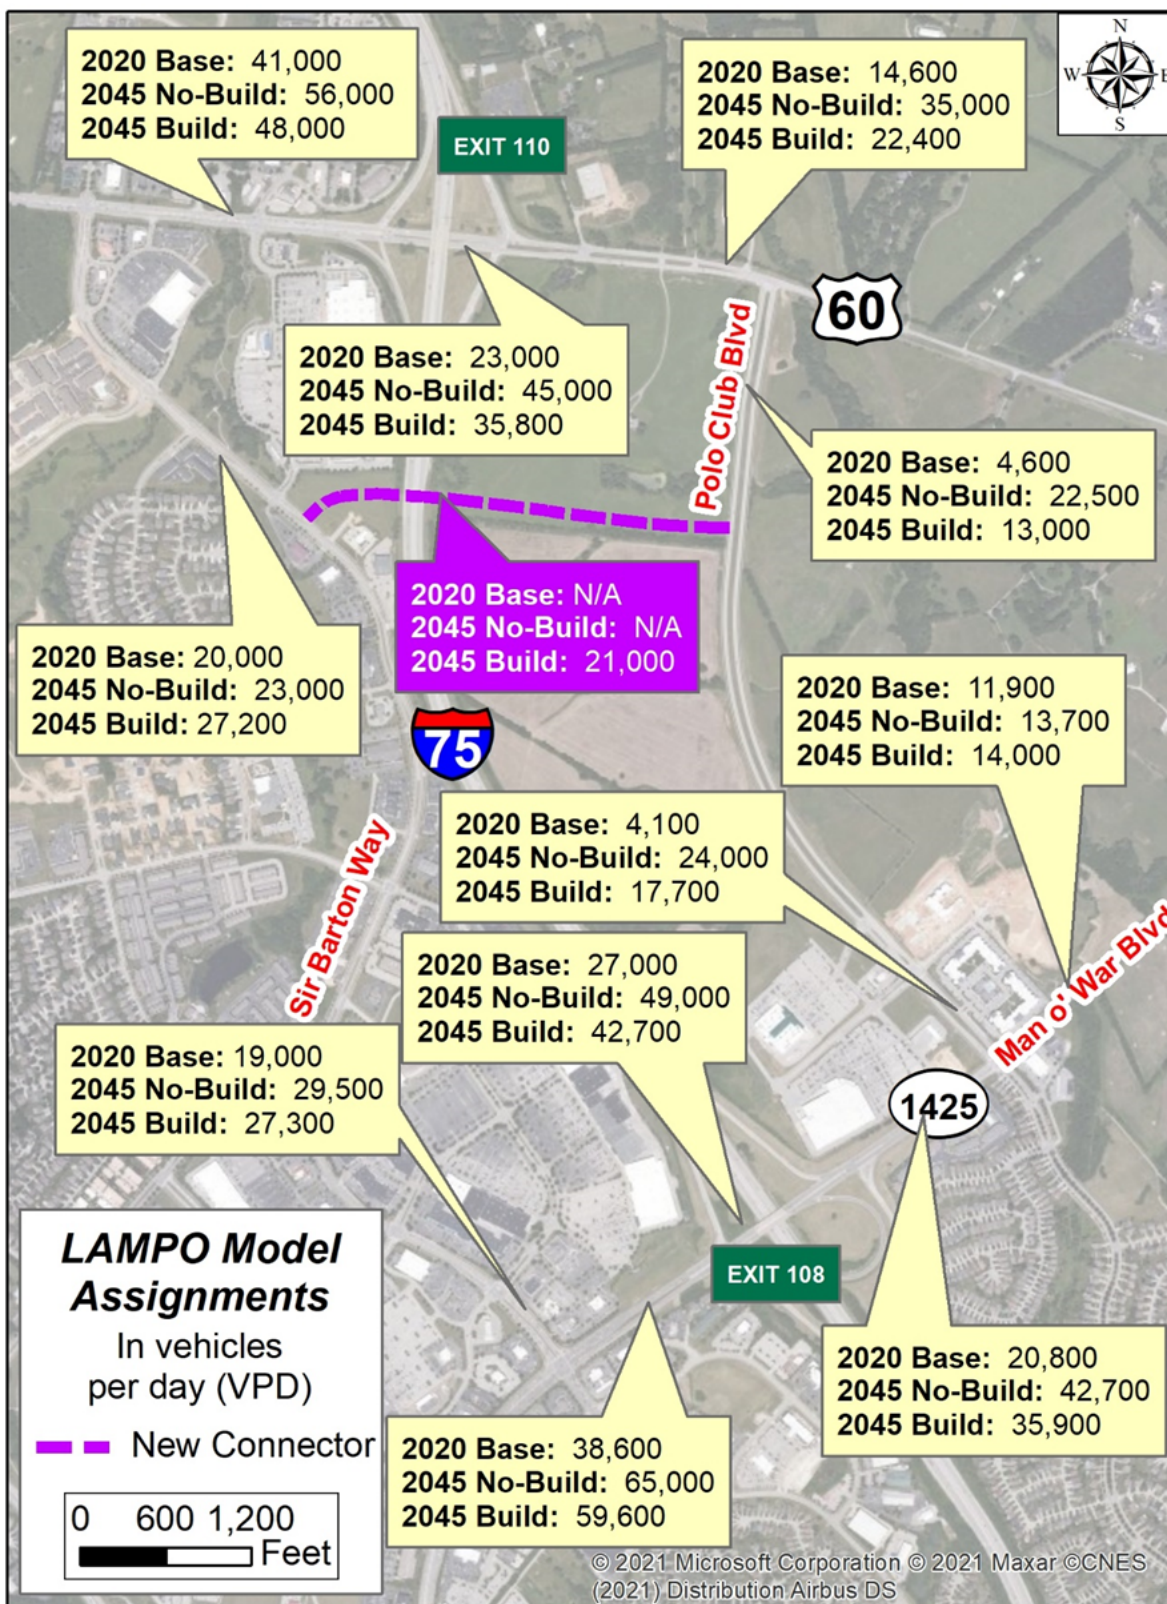 2020 Base: 41,000
2045 No-Build: 56,000
2045 Build: 48,000
EXIT 110
2020 Base: 14,600
2045 No-Build: 35,000
2045 Build: 22,400
N
W E
S
60
2020 Base: 23,000
2045 No-Build: 45,000
2045 Build: 35,800
Polo Club Blvd
2020 Base: 4,600
2045 No-Build: 22,500
2045 Build: 13,000
2020 Base: N/A
2045 No-Build: N/A
2045 Build: 21,000
2020 Base: 20,000
2045 No-Build: 23,000
2045 Build: 27,200
75
2020 Base: 11,900
2045 No-Build: 13,700
2045 Build: 14,000
2020 Base: 4,100
2045 No-Build: 24,000
2045 Build: 17,700
Sir Barton Way
2020 Base: 27,000
2045 No-Build: 49,000
2045 Build: 42,700
Man o' War Blvd
2020 Base: 19,000
2045 No-Build: 29,500
2045 Build: 27,300
1425
EXIT 108
2020 Base: 20,800
2045 No-Build: 42,700
2045 Build: 35,900
2020 Base: 38,600
2045 No-Build: 65,000
2045 Build: 59,600
LAMPO Model
Assignments
In vehicles
per day (VPD)
New Connector
0 600 1,200
Feet
© 2021 Microsoft Corporation © 2021 Maxar ©CNES
(2021) Distribution Airbus DS